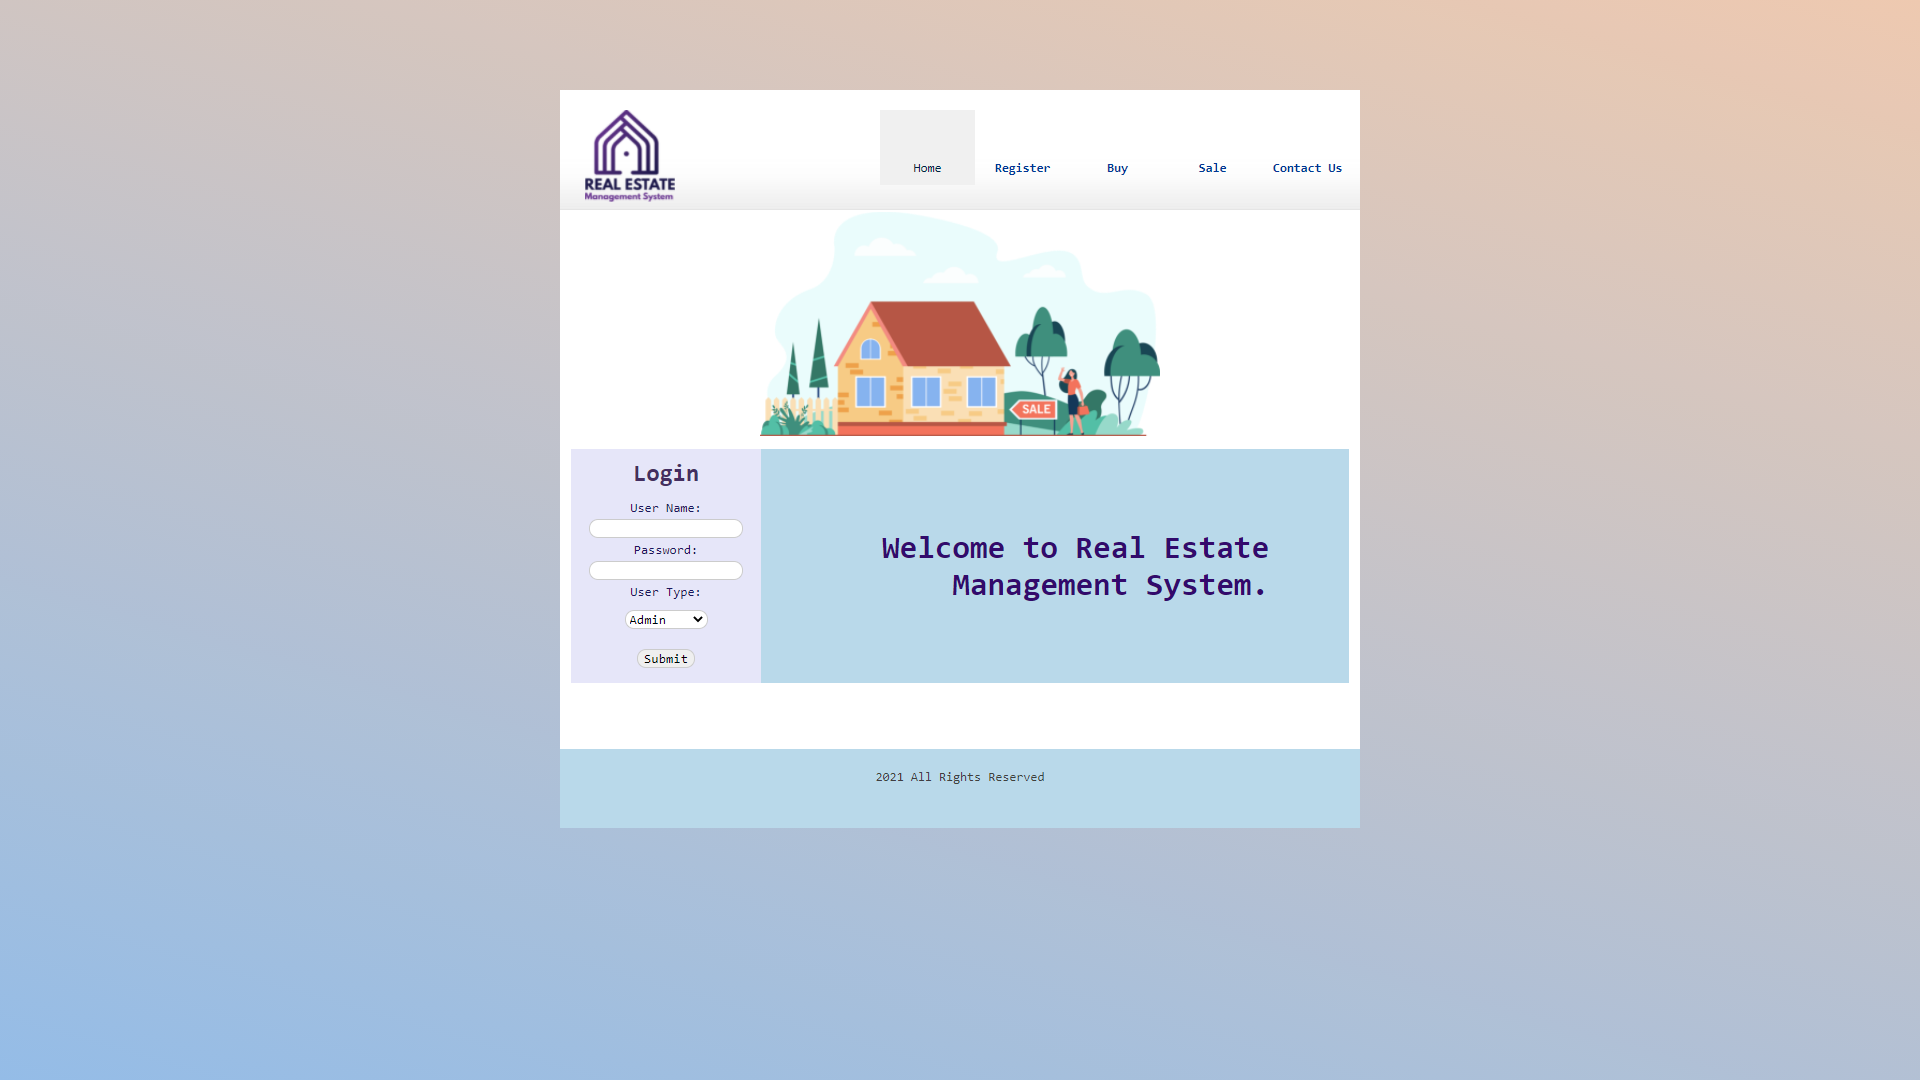 REAL ESTATE
Management System
Home
Register
Buy
Sale
Contact Us
SALE
Login
User Name:
Password:
User Type:
Admin
Submit
Welcome to Real Estate
Management System.
2021 All Rights Reserved